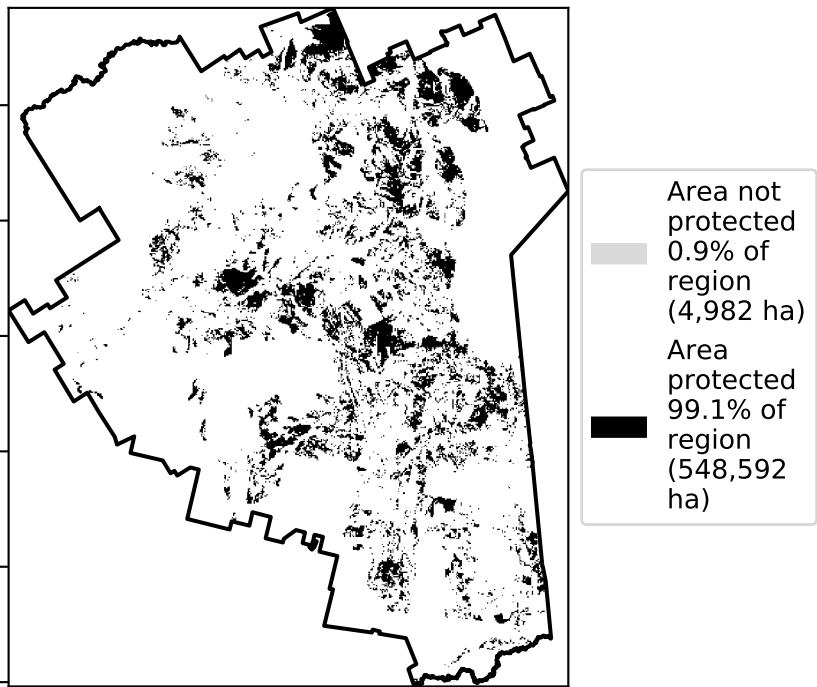 Area not
protected
0.9% of
region
(4,982 ha)
Area
protected
99.1% of
region
(548,592
ha)